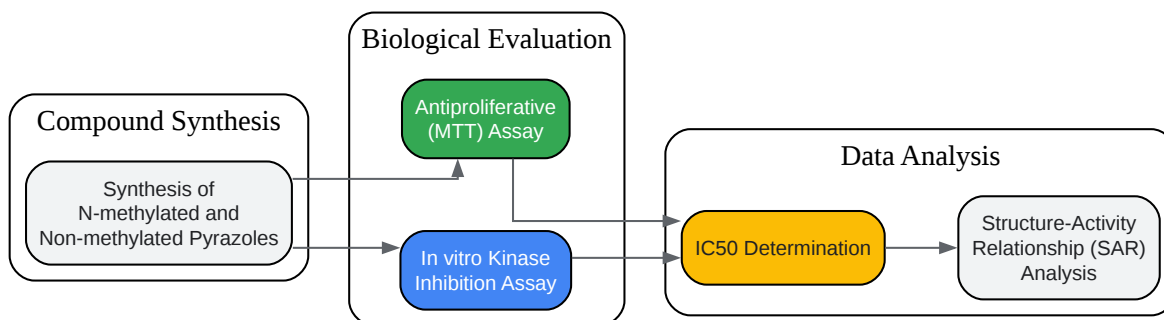 Compound Synthesis
Synthesis of
N-methylated and
Non-methylated Pyrazoles
Biological Evaluation
Antiproliferative
(MTT) Assay
In vitro Kinase
Inhibition Assay
Data Analysis
IC50 Determination
Structure-Activity
Relationship (SAR)
Analysis